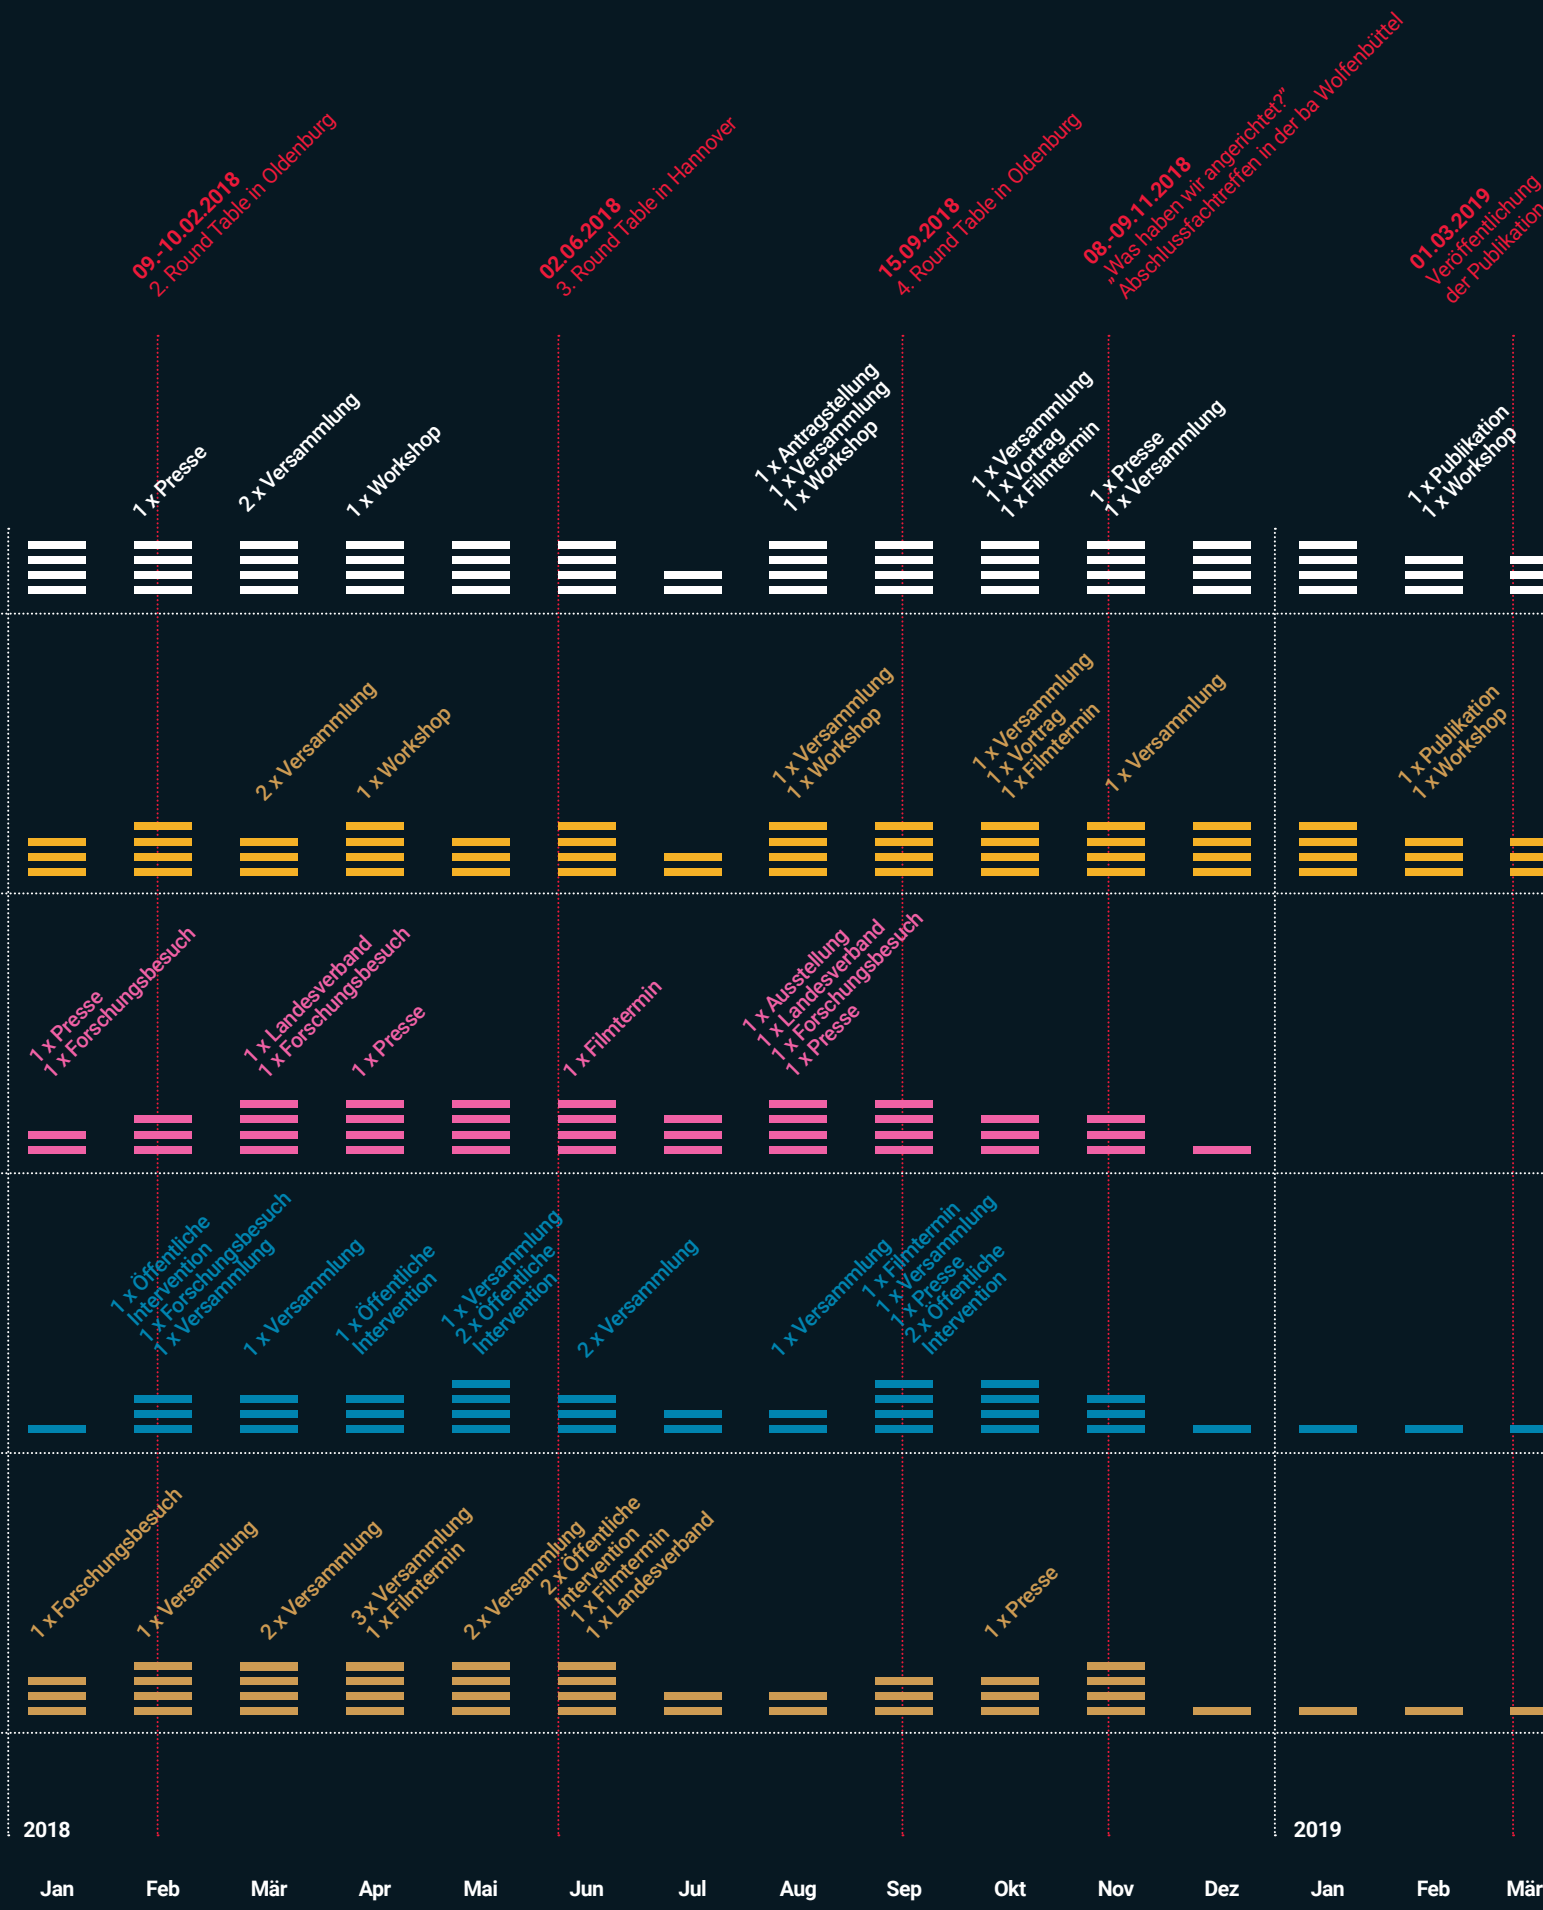 09.-10.02.2018
2. Round Table in Oldenburg
02.06.2018
3. Round Table in Hannover
15.09.2018
4. Round Table in Oldenburg
08.-09.11.2018
„Was haben wir angerichtet?”
Abschlussfachtreffen in der ba Wolfenbüttel
01.03.2019
Veröffentlichung
der Publikation
1 x Presse
2 x Versammlung
1 x Workshop
1 x Antragstellung
1 x Versammlung
1 x Workshop
1 x Versammlung
1 x Vortrag
1 x Filmtermin
1 x Presse
1 x Versammlung
1 x Publikation
1 x Workshop
2 x Versammlung
1 x Workshop
1 x Versammlung
1 x Workshop
1 x Versammlung
1 x Vortrag
1 x Filmtermin
1 x Versammlung
1 x Publikation
1 x Workshop
1 x Presse
1 x Forschungsbesuch
1 x Landesverband
1 x Forschungsbesuch
1 x Presse
1 x Filmtermin
1 x Ausstellung
1 x Landesverband
1 x Forschungsbesuch
1 x Presse
1 x Öffentliche
Intervention
1 x Forschungsbesuch
1 x Versammlung
1 x Versammlung
1 x Öffentliche
Intervention
1 x Versammlung
2 x Öffentliche
Intervention
2 x Versammlung
1 x Versammlung
1 x Filmtermin
1 x Versammlung
1 x Presse
2 x Öffentliche
Intervention
1 x Forschungsbesuch
1 x Versammlung
2 x Versammlung
3 x Versammlung
1 x Filmtermin
2 x Versammlung
2 x Öffentliche
Intervention
1 x Filmtermin
1 x Landesverband
1 x Presse
2018
2019
Jan
Feb
Mär
Apr
Mai
Jun
Jul
Aug
Sep
Okt
Nov
Dez
Jan
Feb
Mär